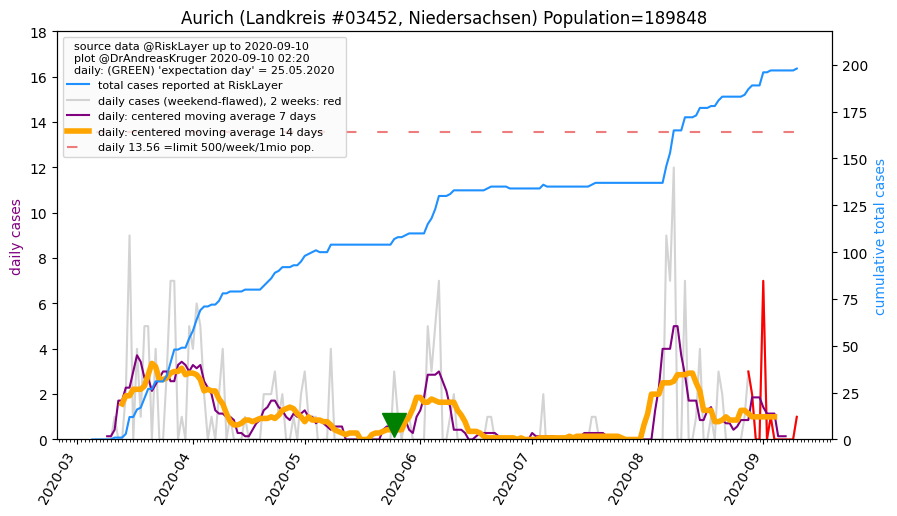 Aurich (Landkreis #03452, Niedersachsen) Population=189848
source data @RiskLayer up to 2020-09-10
plot @DrAndreasKruger 2020-09-10 02:20
daily: (GREEN) 'expectation day' = 25.05.2020
total cases reported at RiskLayer
daily cases (weekend-flawed), 2 weeks: red
daily: centered moving average 7 days
daily: centered moving average 14 days
daily 13.56 =limit 500/week/1mio pop.
daily cases
18
16
14
12
10
8
6
4
2
0
cumulative total cases
200
175
150
125
100
75
50
25
0
2020-03
2020-04
2020-05
2020-06
2020-07
2020-08
2020-09